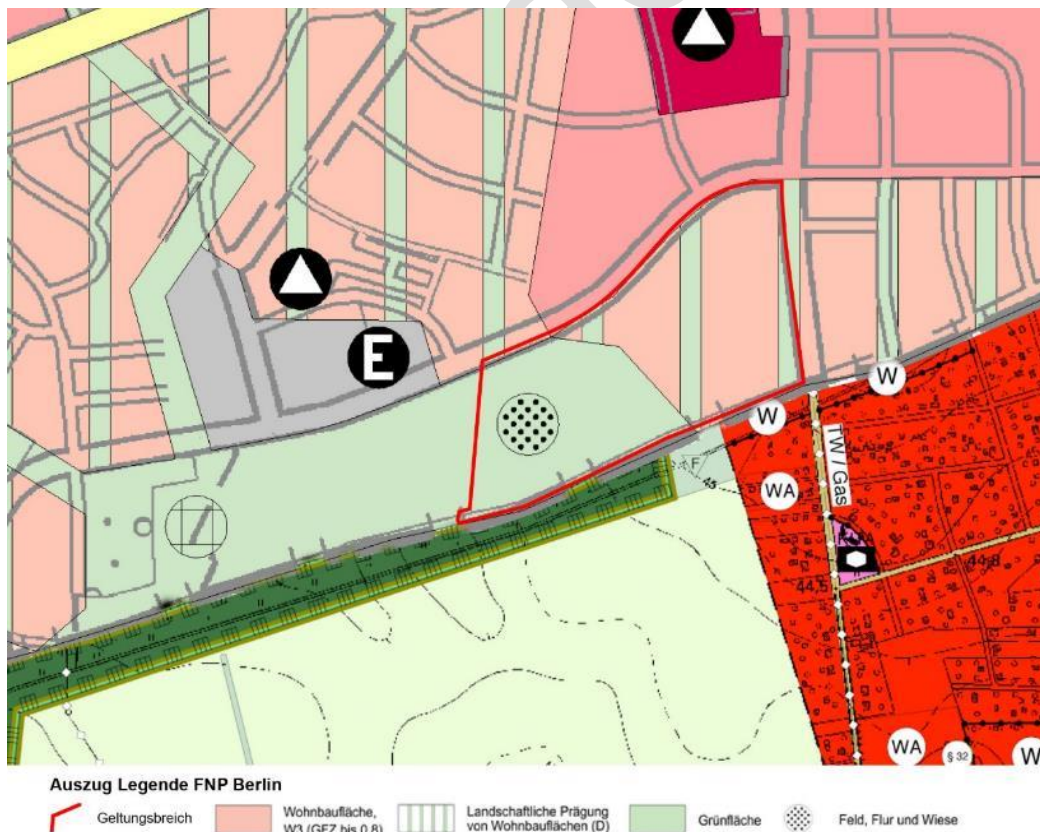 E
W
W
F
45
TW / Gas
WA
44,8
44,5
WA
§ 32
W
Auszug Legende FNP Berlin
Geltungsbreich
Wohnbaufläche,
W3 (GFZ bis 0,8)
Landschaftliche Prägung
von Wohnbauflächen (D)
Grünfläche
Feld, Flur und Wiese